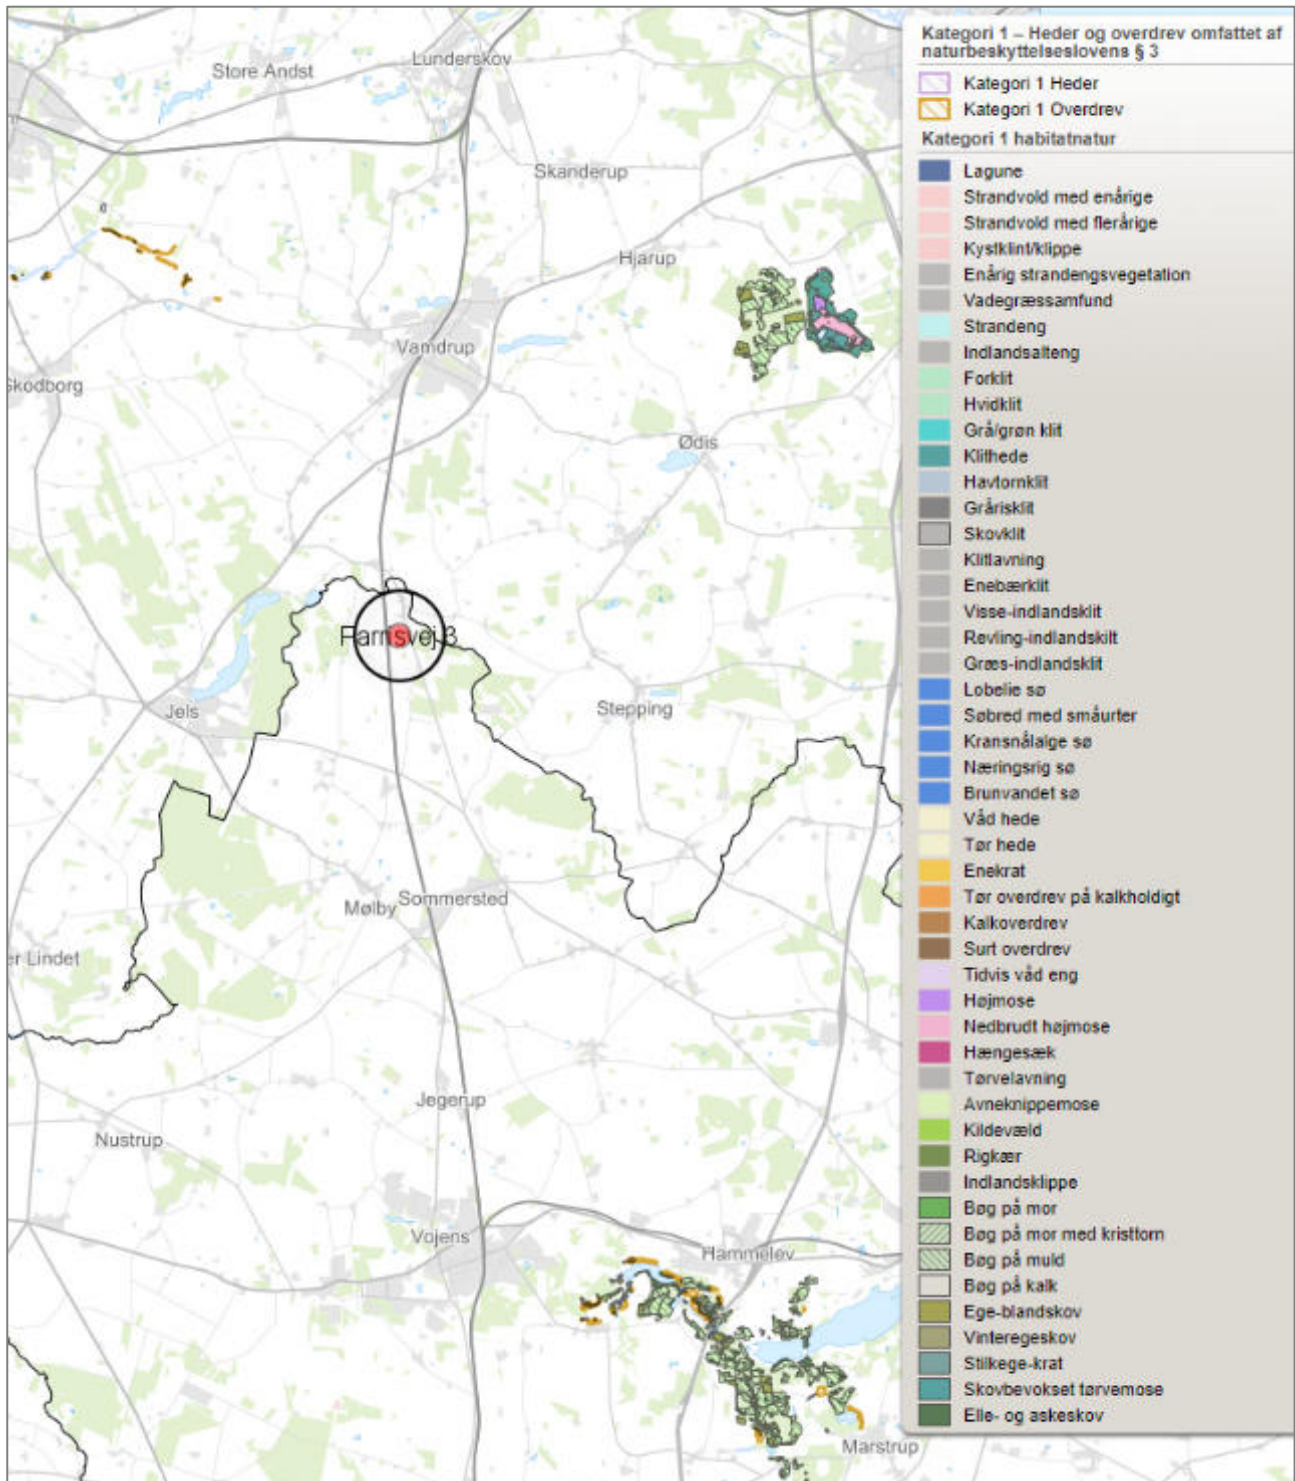 Store Andst
Lunderskov
Skanderup
Hjarup
Vamdrup
Skodborg
Ødis
Farrisvej 3
Jels
Stepping
Mølby
Sommersted
er Lindet
Jegerup
Nustrup
Vojens
Hammelev
Marstrup
Kategori 1 – Heder og overdrev omfattet af
naturbeskyttelseslovens § 3
Kategori 1 Heder
Kategori 1 Overdrev
Kategori 1 habitatnatur
Lagune
Strandvold med enårige
Strandvold med flerårige
Kystklint/klippe
Enårig strandengsvegetation
Vadegræssamfund
Strandeng
Indlandsalteng
Forklit
Hvidklit
Grå/grøn klit
Klithede
Havtornklit
Grårisklit
Skovklit
Klitlavning
Enebærklit
Visse-indlandsklit
Revling-indlandskilt
Græs-indlandsklit
Lobelie sø
Søbred med småurter
Kransnålalge sø
Næringsrig sø
Brunvandet sø
Våd hede
Tør hede
Enekrat
Tør overdrev på kalkholdigt
Kalkoverdrev
Surt overdrev
Tidvis våd eng
Højmose
Nedbrudt højmose
Hængesæk
Tørvelavning
Avneknippemose
Kildevæld
Rigkær
Indlandsklippe
Bøg på mor
Bøg på mor med kristtorn
Bøg på muld
Bøg på kalk
Ege-blandskov
Vinteregeskov
Stilkege-krat
Skovbevokset tørvemose
Elle- og askeskov